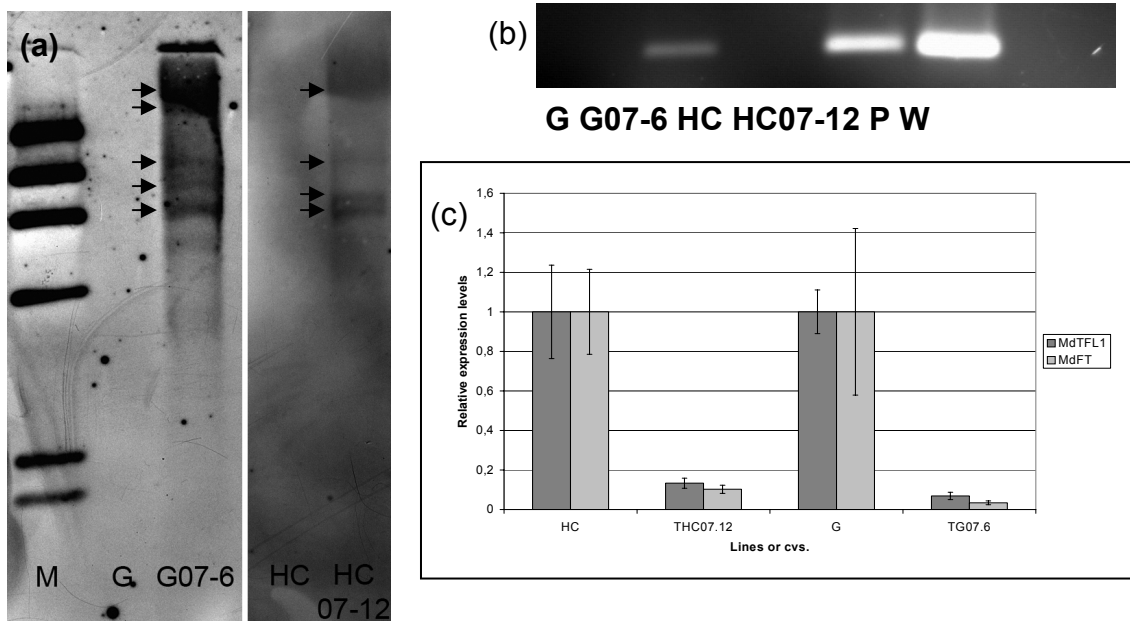 (a)
M G G07-6 HC HC
07-12
(b)
G G07-6 HC HC07-12 P W
(c)
1,6
1,4
1,2
1
0,8
0,6
0,4
0,2
0
Relative expression levels
HC THC07.12 G TG07.6
Lines or cvs.
MdTFL1
MdFT